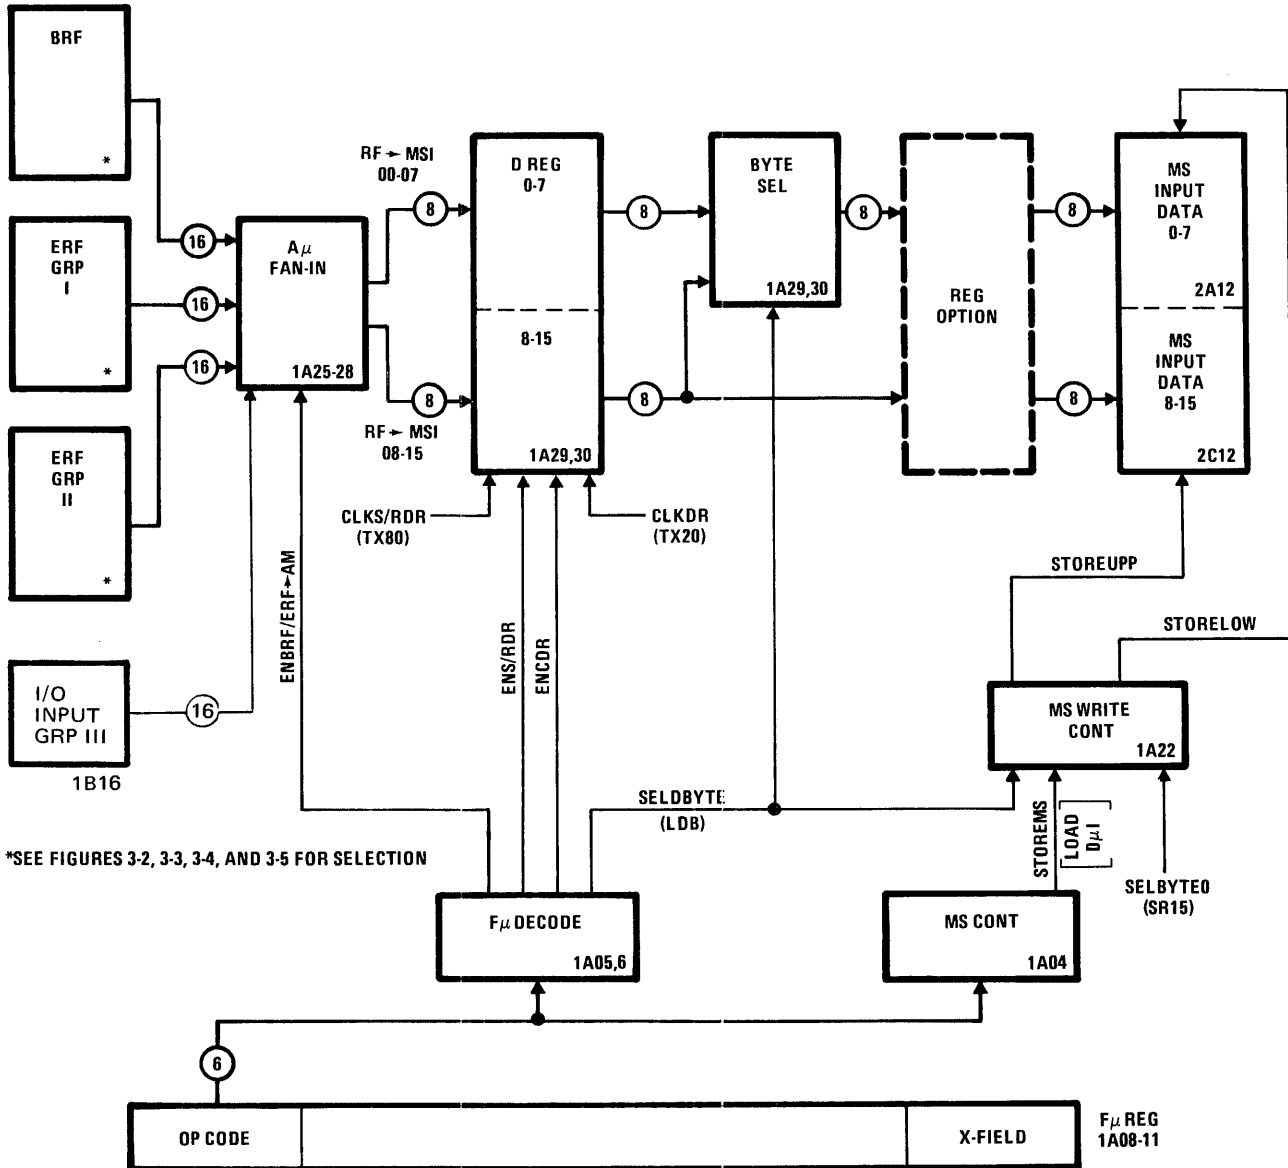 BRF
*
ERF
GRP
I
*
ERF
GRP
II
*
I/O
INPUT
GRP III
1B16
16
16
16
16
Aμ
FAN-IN
1A25-28
RF → MSI
00-07
8
RF → MSI
08-15
8
D REG
0-7
8-15
1A29,30
8
8
BYTE
SEL
1A29,30
8
REG
OPTION
8
8
MS
INPUT
DATA
0-7
2A12
MS
INPUT
DATA
8-15
2C12
CLKS/RDR
(TX80)
CLKDR
(TX20)
ENBRF/ERF→AM
ENS/RDR
ENCDR
STOREUPP
STORELOW
MS WRITE
CONT
1A22
SELDBYTE
(LDB)
STOREMS
[LOAD
DμI]
SELBYTE0
(SR15)
*SEE FIGURES 3-2, 3-3, 3-4, AND 3-5 FOR SELECTION
Fμ DECODE
1A05,6
MS CONT
1A04
6
OP CODE
X-FIELD
Fμ REG
1A08-11